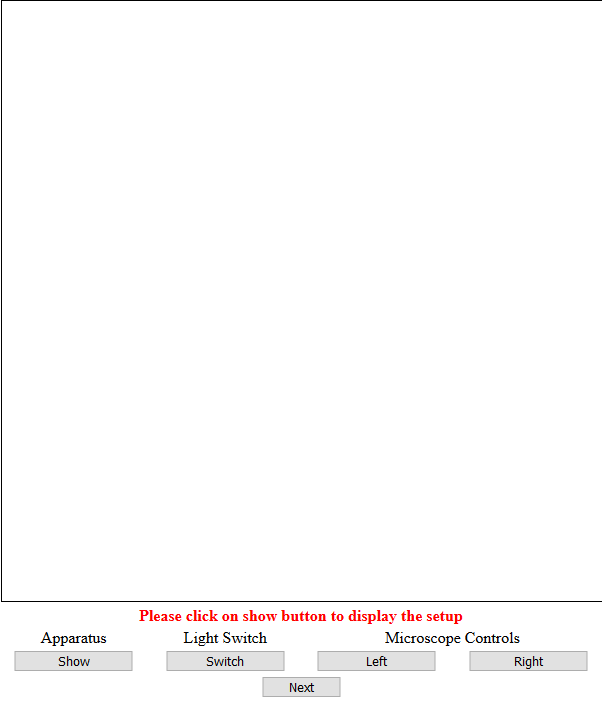 Please click on show button to display the setup
Apparatus Light Switch Microscope Controls
Show Switch Left Right
Next